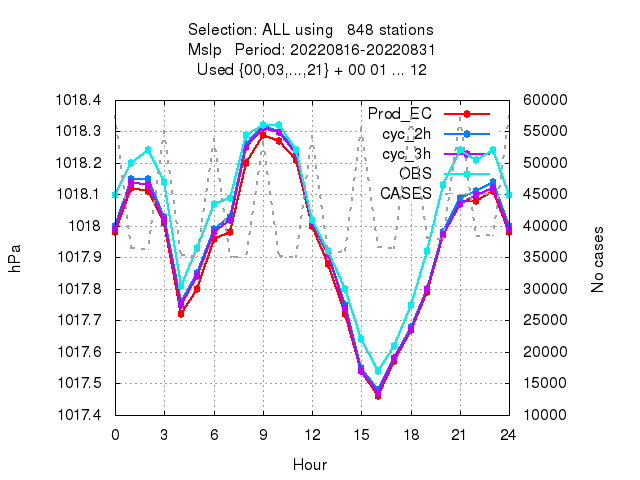 Selection: ALL using   848 stations
Mslp   Period: 20220816-20220831
Used {00,03,...,21} + 00 01 ... 12
1018.4
1018.3
1018.2
1018.1
1018
1017.9
1017.8
1017.7
1017.6
1017.5
1017.4
hPa
Prod_EC
cyc_2h
cyc_3h
OBS
CASES
60000
55000
50000
45000
40000
35000
30000
25000
20000
15000
10000
No cases
0 3 6 9 12 15 18 21 24
Hour